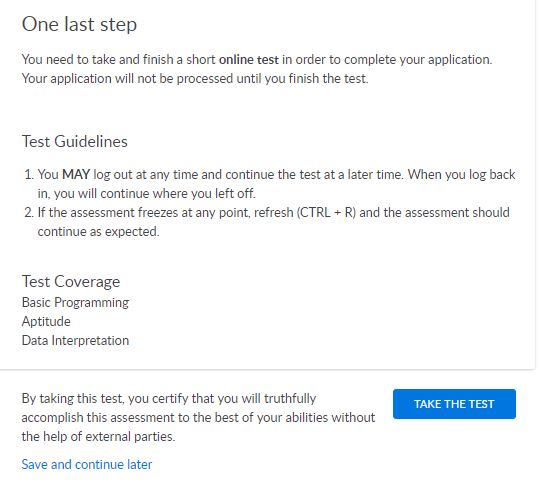 One last step
You need to take and finish a short online test in order to complete your application.
Your application will not be processed until you finish the test.
Test Guidelines
1. You MAY log out at any time and continue the test at a later time. When you log back
in, you will continue where you left off.
2. If the assessment freezes at any point, refresh (CTRL + R) and the assessment should
continue as expected.
Test Coverage
Basic Programming
Aptitude
Data Interpretation
By taking this test, you certify that you will truthfully
accomplish this assessment to the best of your abilities without
the help of external parties.
TAKE THE TEST
Save and continue later